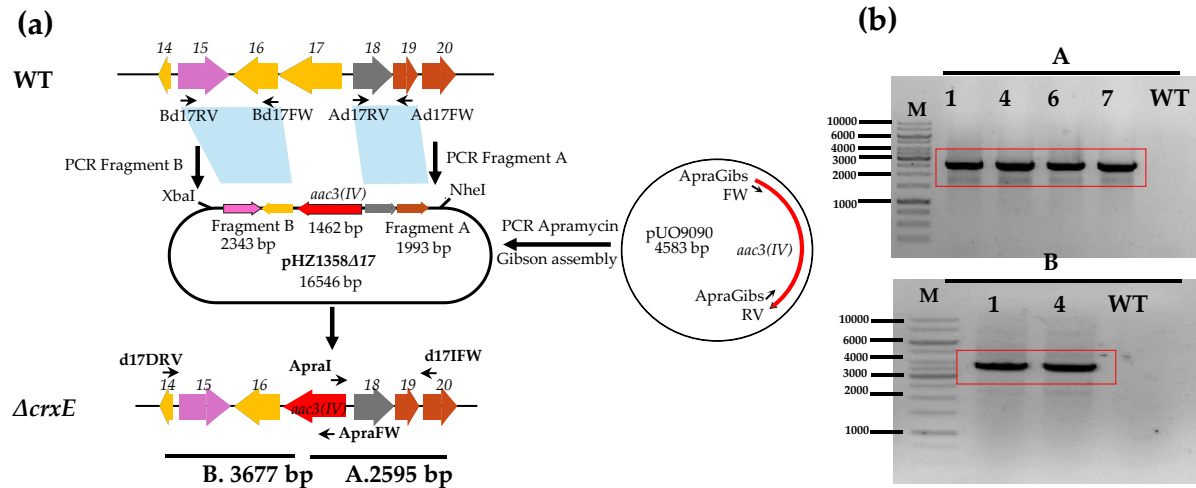 (a)
14 15 16 17 18 19 20
WT
Bd17RV Bd17FW Ad17RV Ad17FW
PCR Fragment B
PCR Fragment A
XbaI
aac3(IV)
NheI
Fragment B
2343 bp
1462 bp
Fragment A
1993 bp
pHZ1358Δ17
16546 bp
PCR Apramycin
Gibson assembly
ApraGibs
FW
pUO9090
4583 bp
aac3(IV)
ApraGibs
RV
d17DRV
ApraI
d17IFW
14 15 16 18 19 20
ΔcrxE
aac3(IV)
ApraFW
B. 3677 bp
A.2595 bp
(b)
A
M 1 4 6 7 WT
10000
6000
4000
3000
2000
1000
B
M 1 4 WT
10000
6000
4000
3000
2000
1000